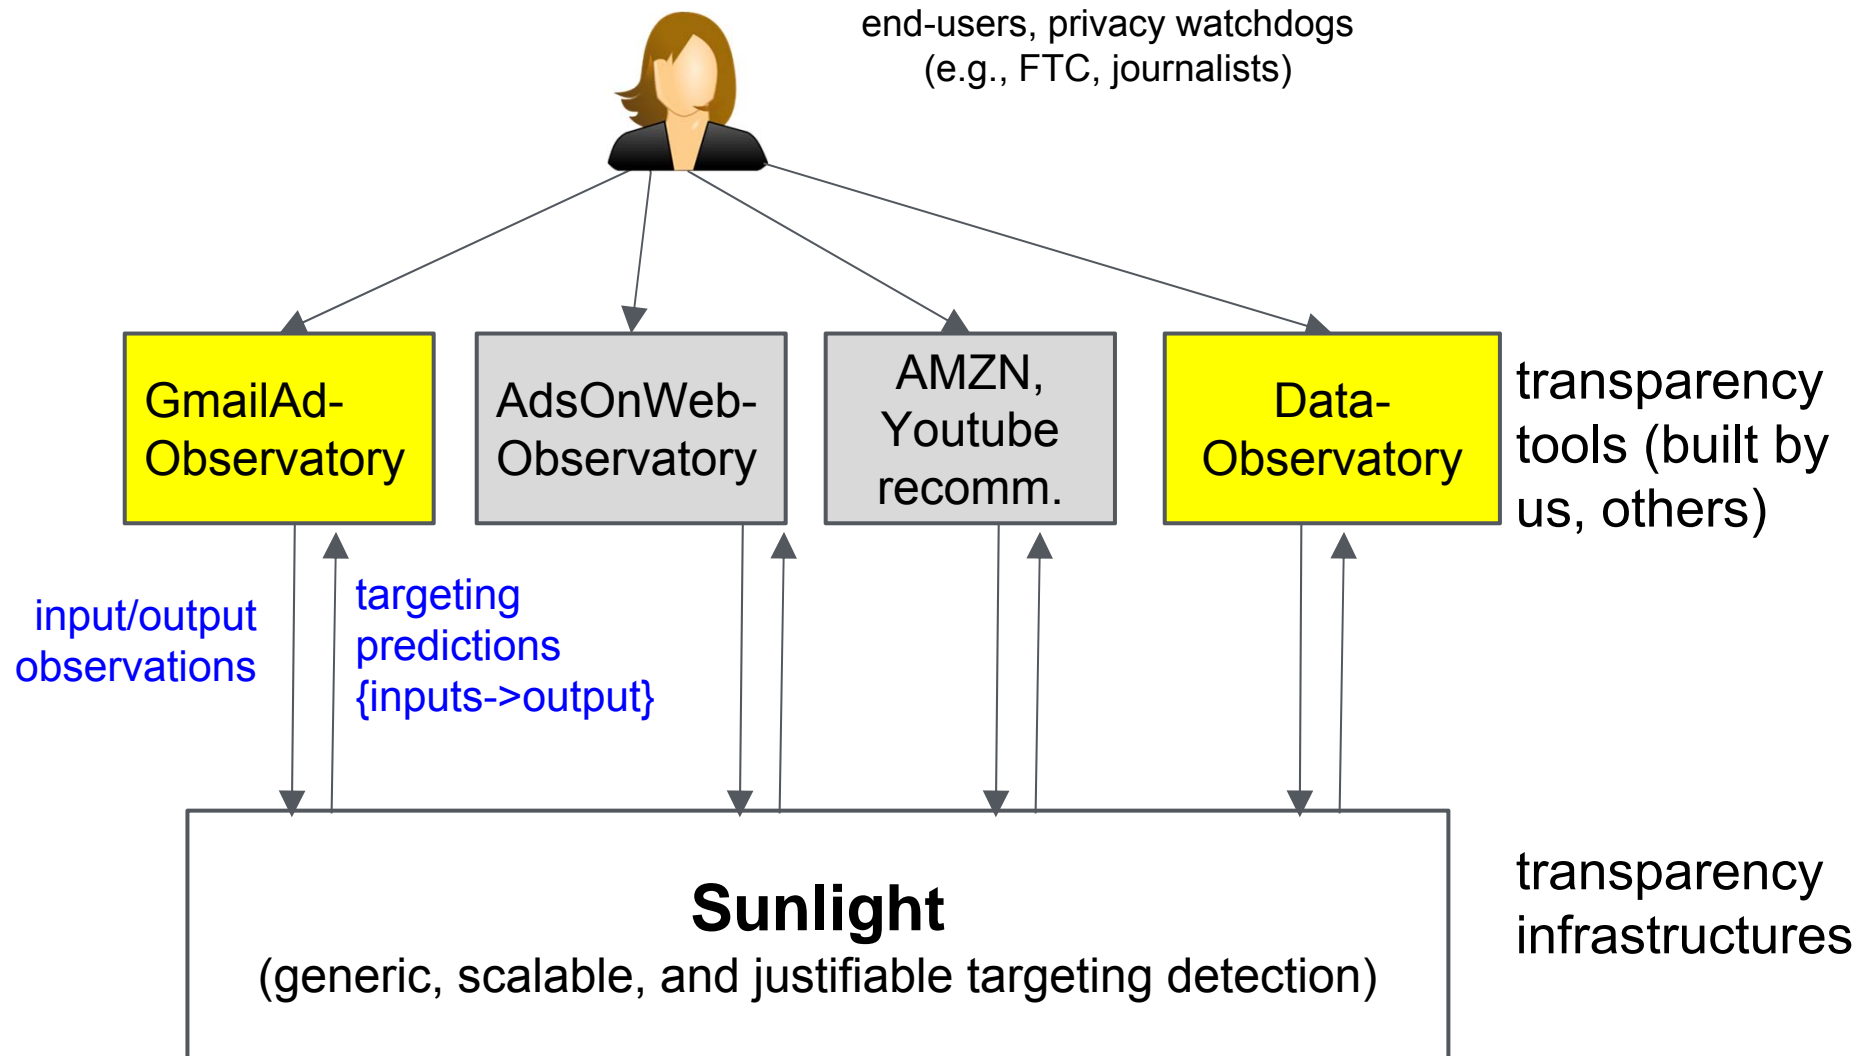 end-users, privacy watchdogs
(e.g., FTC, journalists)
GmailAd-
Observatory
AdsOnWeb-
Observatory
AMZN,
Youtube
recomm.
Data-
Observatory
transparency
tools (built by
us, others)
input/output
observations
targeting
predictions
{inputs->output}
Sunlight
(generic, scalable, and justifiable targeting detection)
transparency
infrastructures